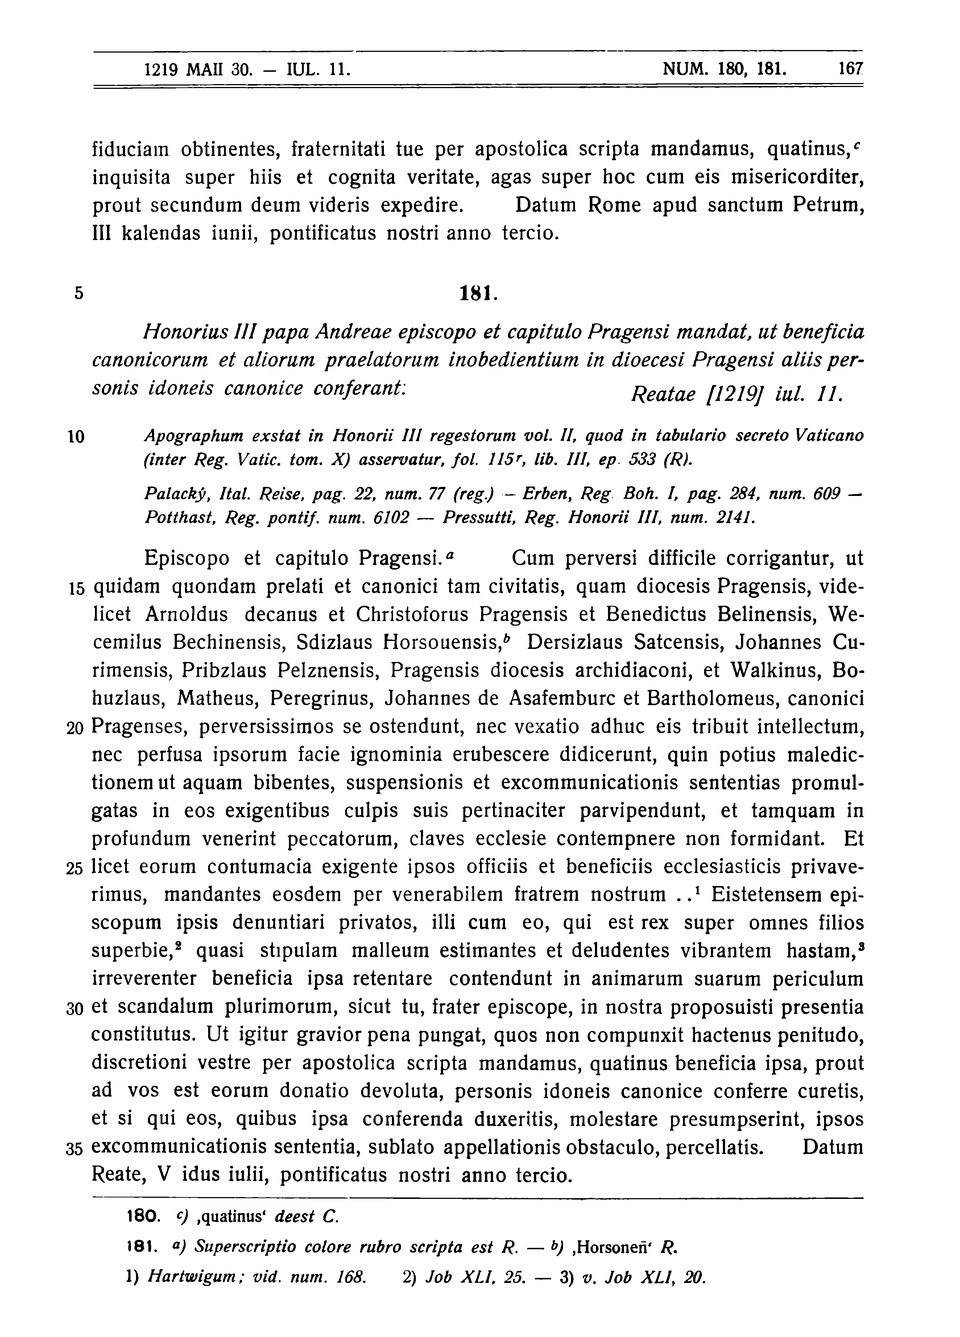 1219 MAII 30. — IUL. 11. NUM. 180, 181. 167
fiduciam obtinentes, fraternitati tue per apostolica scripta mandamus, quatinus,c
inquisita super hiis et cognita veritate, agas super hoc cum eis misericorditer,
prout secundum deum videris expedire. Datum Rome apud sanctum Petrum,
III kalendas iunii, pontificatus nostri anno tercio.
5 181.
Honorius III papa Andreae episcopo et capitulo Pragensi mandat, ut beneficia
canonicorum et aliorum praelatorum inobedientium in dioecesi Pragensi aliis per-
sonis idoneis canonice conferant: Reatae [1219] iul. 11.
10 Apographum exstat in Honorii III regestorum vol. II, quod in tabulario secreto Vaticano
(inter Reg. Vatic. tom. X) asservatur, fol. 115r, lib. III, ep. 533 (R).
Palacký, Ital. Reise, pag. 22, num. 77 (reg.) — Erben, Reg. Boh. I, pag. 284, num. 609 —
Potthast, Reg. pontif. num. 6102 — Pressutti, Reg. Honorii III, num. 2141.
Episcopo et capitulo Pragensi.a Cum perversi difficile corrigantur, ut
15 quidam quondam prelati et canonici tam civitatis, quam diocesis Pragensis, vide-
licet Arnoldus decanus et Christoforus Pragensis et Benedictus Belinensis, We-
cemilus Bechinensis, Sdizlaus Horsouensis,b Dersizlaus Satcensis, Johannes Cu-
rimensis, Pribzlaus Pelznensis, Pragensis diocesis archidiaconi, et Walkinus, Bo-
huzlaus, Matheus, Peregrinus, Johannes de Asafemburc et Bartholomeus, canonici
20 Pragenses, perversissimos se ostendunt, nec vexatio adhuc eis tribuit intellectum,
nec perfusa ipsorum facie ignominia erubescere didicerunt, quin potius maledic-
tionem ut aquam bibentes, suspensionis et excommunicationis sententias promul-
gatas in eos exigentibus culpis suis pertinaciter parvipendunt, et tamquam in
profundum venerint peccatorum, claves ecclesie contempnere non formidant. Et
25 licet eorum contumacia exigente ipsos officiis et beneficiis ecclesiasticis privave-
rimus, mandantes eosdem per venerabilem fratrem nostrum ..1 Eistetensem epi-
scopum ipsis denuntiari privatos, illi cum eo, qui est rex super omnes filios
superbie,2 quasi stipulam malleum estimantes et deludentes vibrantem hastam,3
irreverenter beneficia ipsa retentare contendunt in animarum suarum periculum
30 et scandalum plurimorum, sicut tu, frater episcope, in nostra proposuisti presentia
constitutus. Ut igitur gravior pena pungat, quos non compunxit hactenus penitudo,
discretioni vestre per apostolica scripta mandamus, quatinus beneficia ipsa, prout
ad vos est eorum donatio devoluta, personis idoneis canonice conferre curetis,
et si qui eos, quibus ipsa conferenda duxeritis, molestare presumpserint, ipsos
35 excommunicationis sententia, sublato appellationis obstaculo, percellatis. Datum
Reate, V idus iulii, pontificatus nostri anno tercio.
180. c) ‚quatinus‘ deest C.
181. a) Superscriptio colore rubro scripta est R. — b) ‚Horsoneñ‘ R.
1) Hartwigum; vid. num. 168. 2) Job XLI, 25. — 3) v. Job XLI, 20.